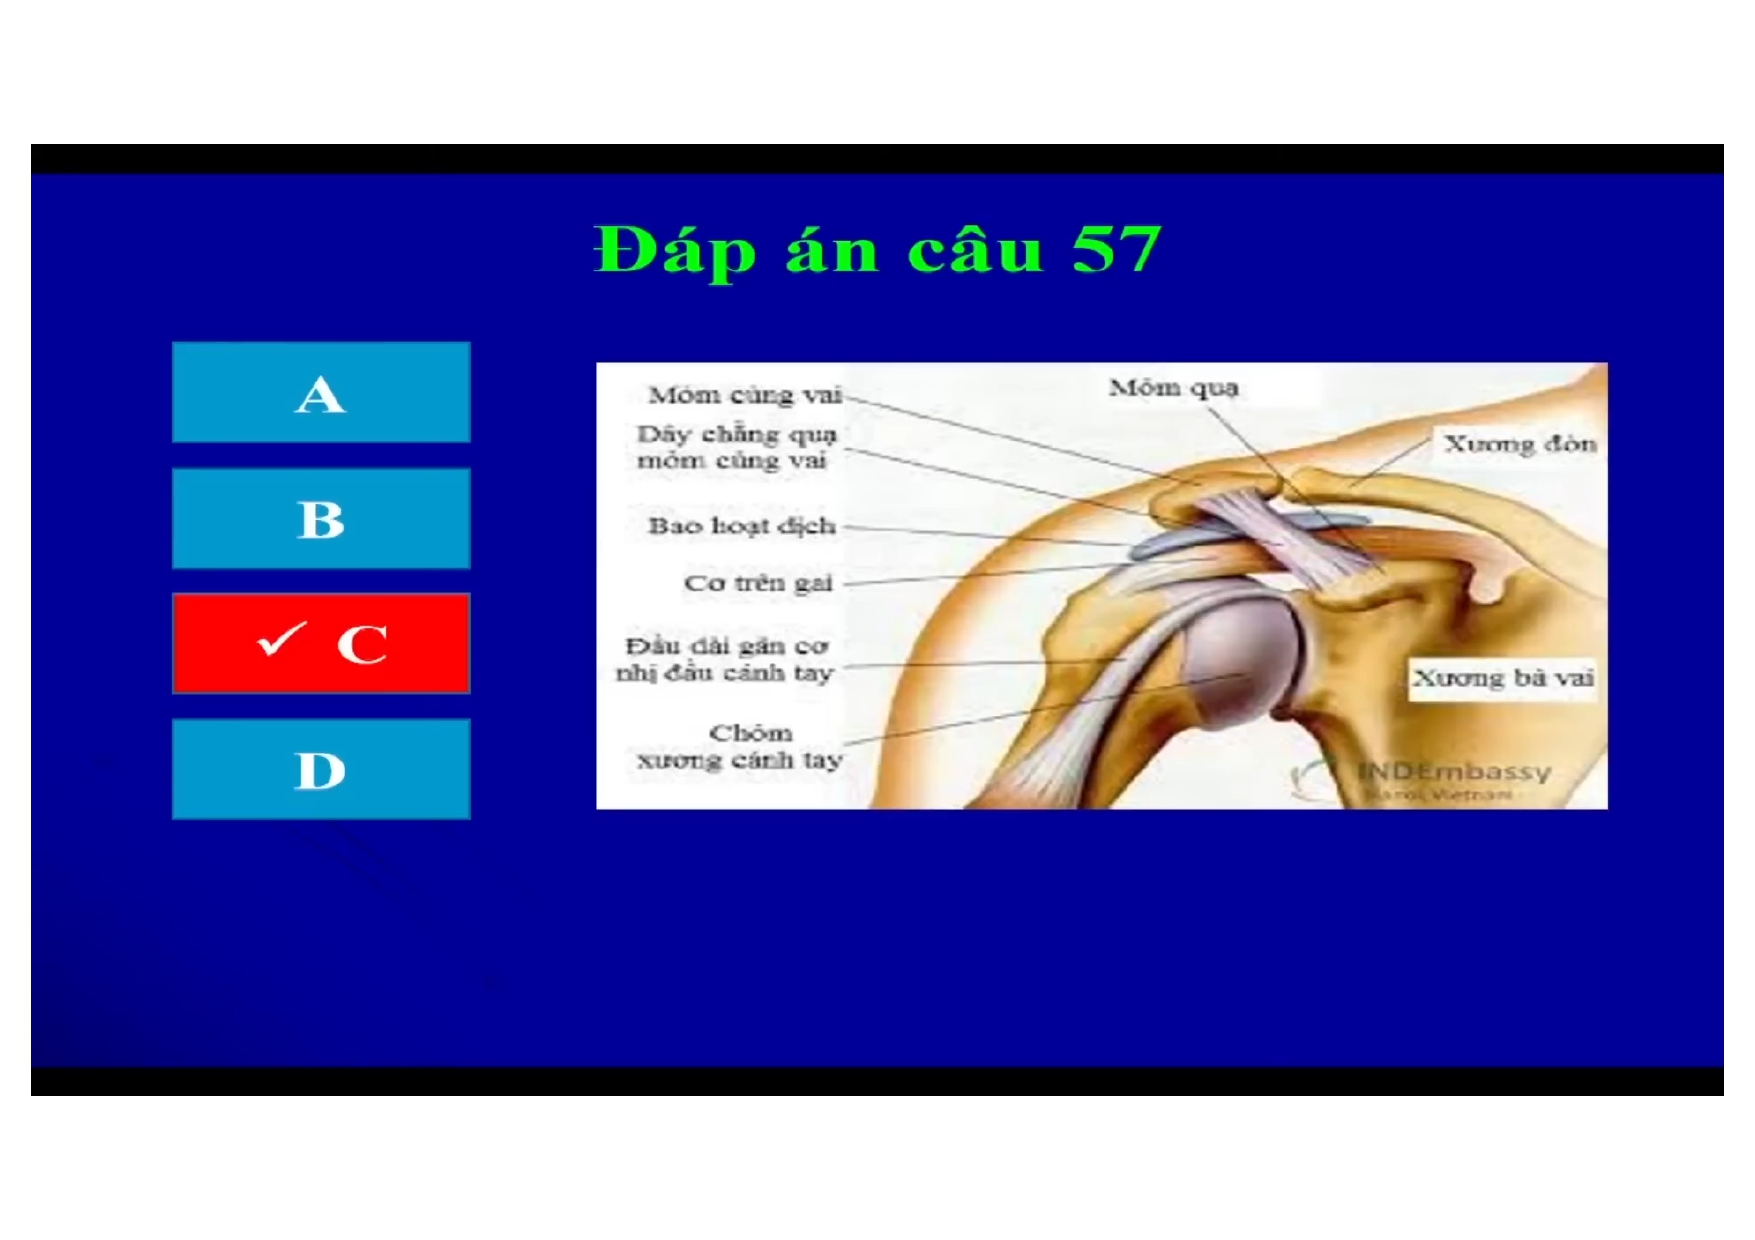 Đáp án câu 57
A
B
✓ C
D
Mỏm cùng vai
Dây chằng quạ
mỏm cùng vai
Bao hoạt dịch
Cơ trên gai
Đầu dài gân cơ
nhị đầu cánh tay
Chỏm
xương cánh tay
Mỏm quạ
Xương đòn
Xương bả vai
INDEmbassy
Hanoi, Vietnam